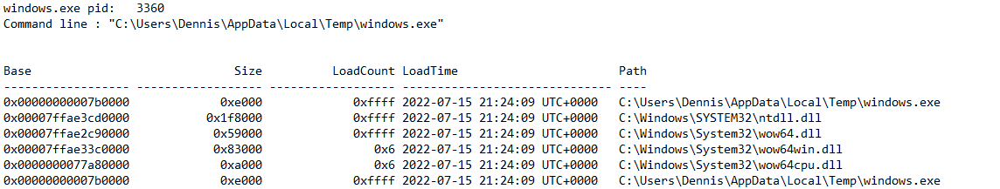 windows.exe pid:   3360
Command line : "C:\Users\Dennis\AppData\Local\Temp\windows.exe"
Base                             Size          LoadCount LoadTime                       Path
------------------ ------------------ ------------------ ------------------------------ ----
0x00000000007b0000             0xe000             0xffff 2022-07-15 21:24:09 UTC+0000   C:\Users\Dennis\AppData\Local\Temp\windows.exe
0x00007ffae3cd0000           0x1f8000             0xffff 2022-07-15 21:24:09 UTC+0000   C:\Windows\SYSTEM32\ntdll.dll
0x00007ffae2c90000            0x59000             0xffff 2022-07-15 21:24:09 UTC+0000   C:\Windows\System32\wow64.dll
0x00007ffae33c0000            0x83000                0x6 2022-07-15 21:24:09 UTC+0000   C:\Windows\System32\wow64win.dll
0x0000000077a80000             0xa000                0x6 2022-07-15 21:24:09 UTC+0000   C:\Windows\System32\wow64cpu.dll
0x00000000007b0000             0xe000             0xffff 2022-07-15 21:24:09 UTC+0000   C:\Users\Dennis\AppData\Local\Temp\windows.exe